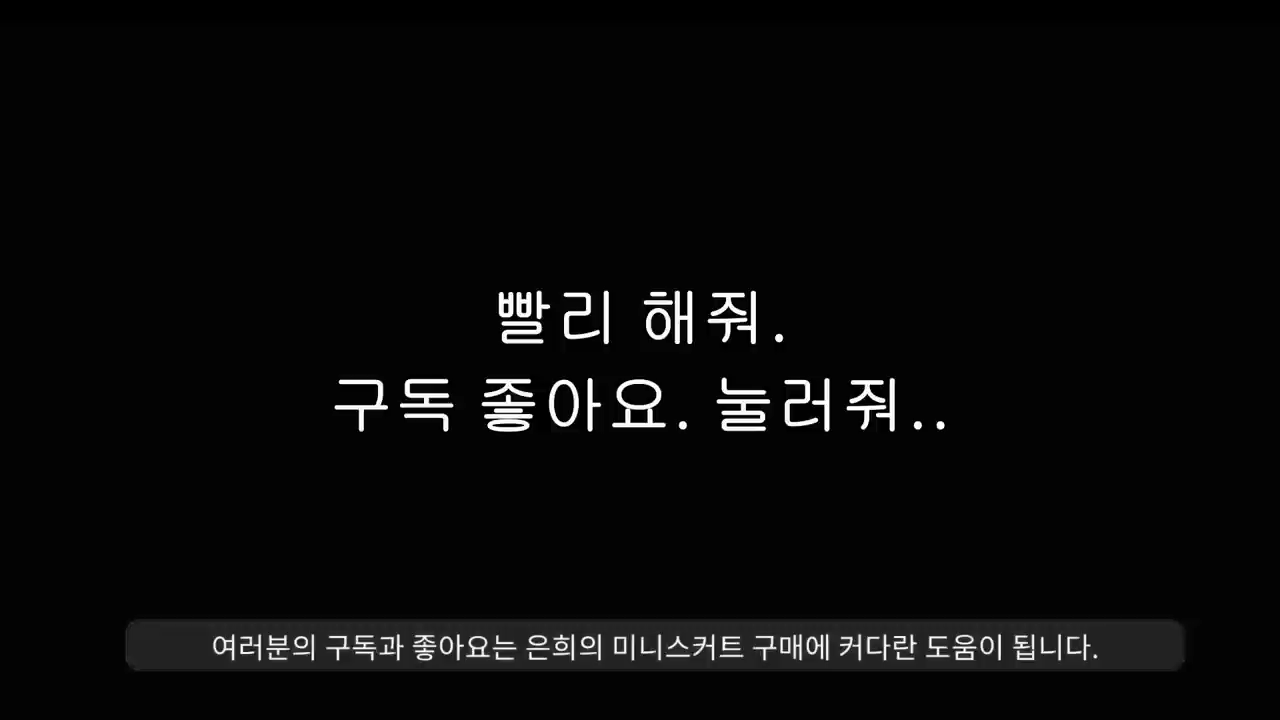 빨리 해줘.
구독 좋아요. 눌러줘..
여러분의 구독과 좋아요는 은희의 미니스커트 구매에 커다란 도움이 됩니다.